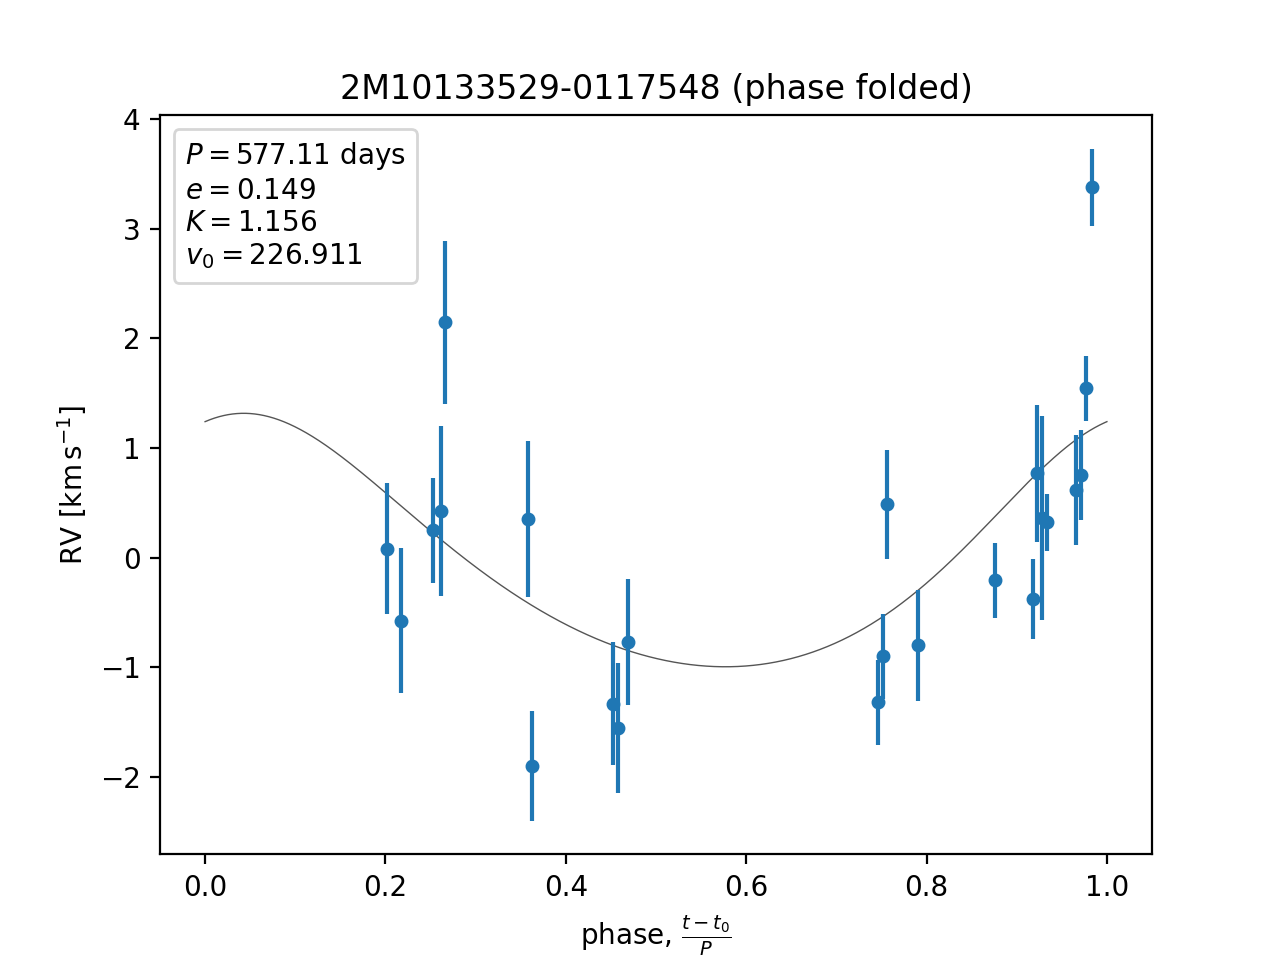 2M10133529-0117548 (phase folded)
P = 577.11 days
e = 0.149
K = 1.156
v₀ = 226.911
RV [km s⁻¹]
4
3
2
1
0
−1
−2
0.0 0.2 0.4 0.6 0.8 1.0
phase, (t − t₀)/P